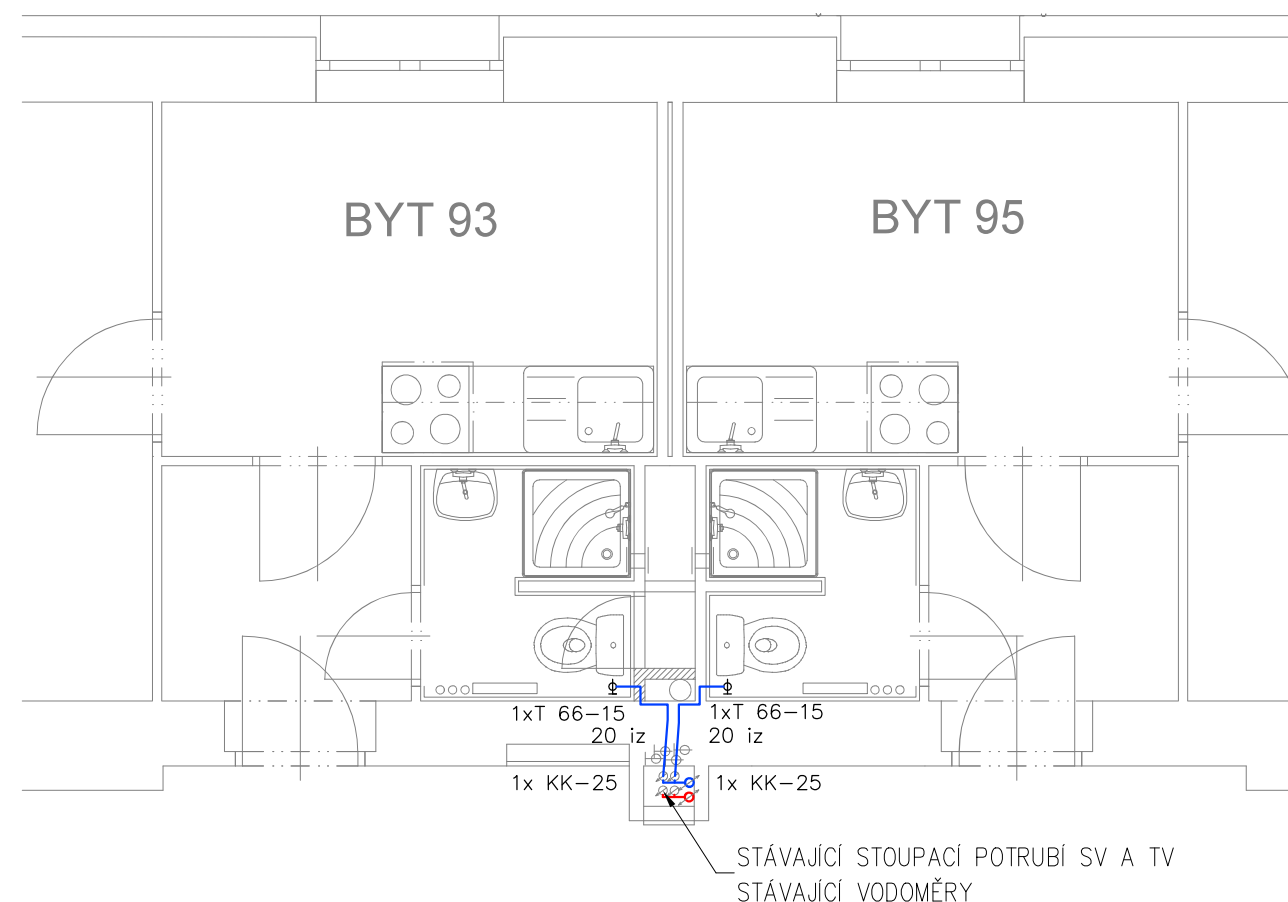 BYT 93
BYT 95
1xT 66-15
20 iz
1xT 66-15
20 iz
1x KK-25
1x KK-25
STÁVAJÍCÍ STOUPACÍ POTRUBÍ SV A TV
STÁVAJÍCÍ VODOMĚRY